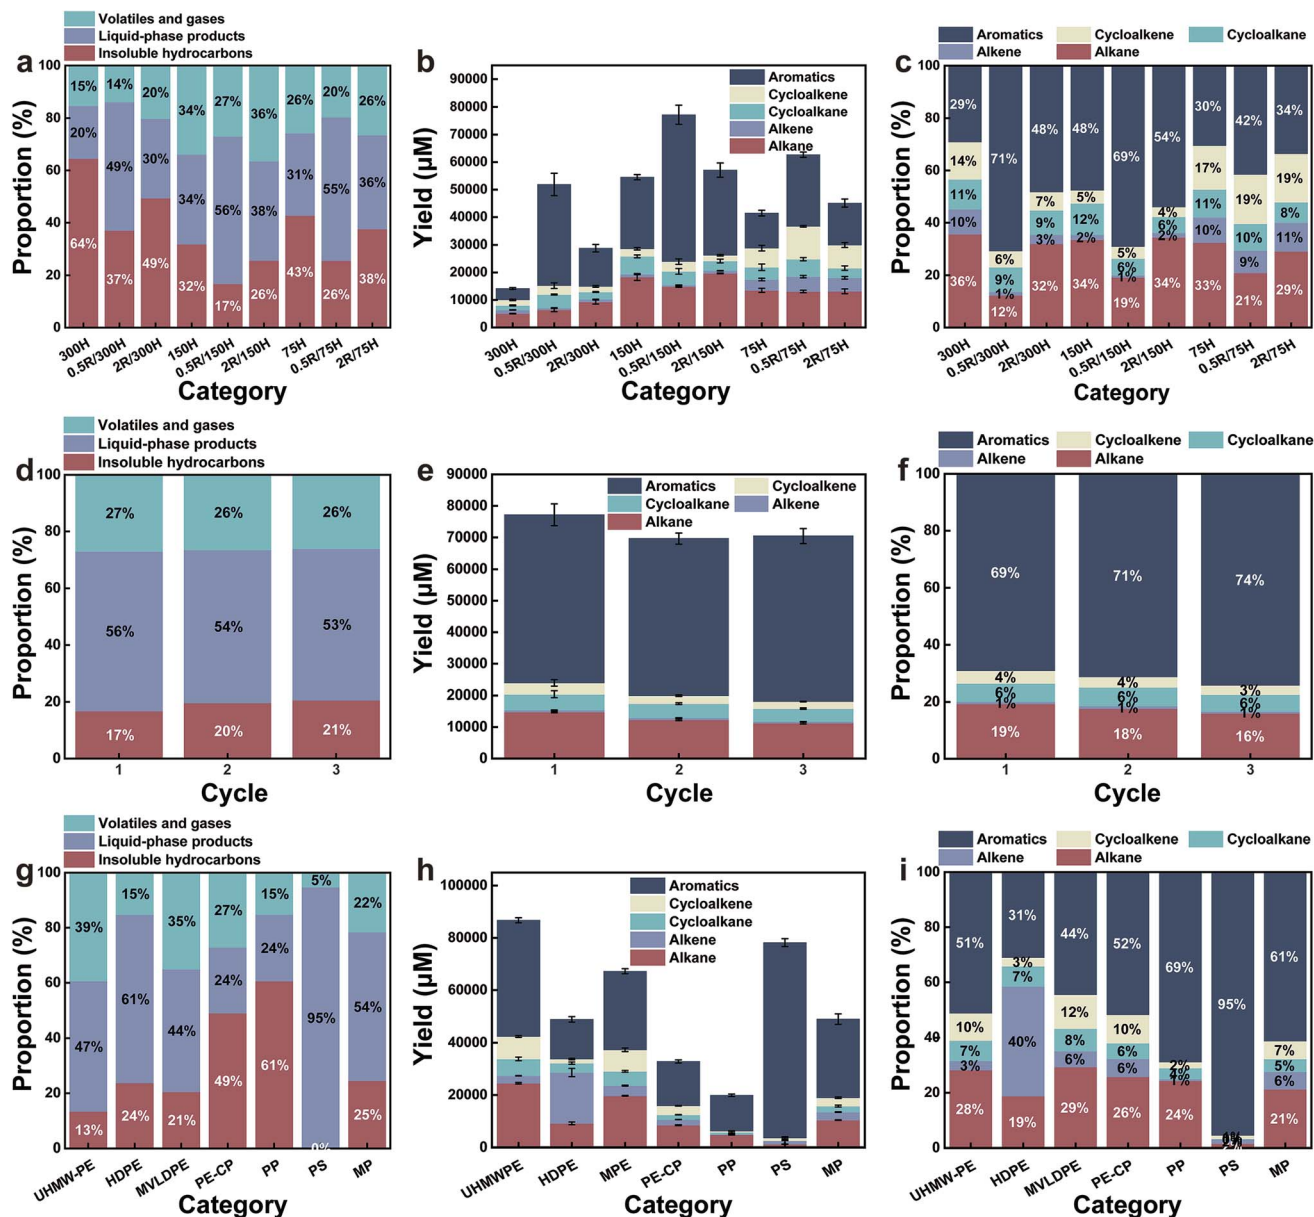 a
Volatiles and gases
Liquid-phase products
Insoluble hydrocarbons
Proportion (%)
100
80
60
40
20
0
15% 14% 20% 34% 27% 36% 26% 20% 26%
20% 49% 30% 34% 56% 38% 31% 55% 36%
64% 37% 49% 32% 17% 26% 43% 26% 38%
300H 0.5R/300H 2R/300H 150H 0.5R/150H 2R/150H 75H 0.5R/75H 2R/75H
Category
b
Aromatics
Cycloalkene
Cycloalkane
Alkene
Alkane
Yield (μM)
90000
80000
70000
60000
50000
40000
30000
20000
10000
0
300H 0.5R/300H 2R/300H 150H 0.5R/150H 2R/150H 75H 0.5R/75H 2R/75H
Category
c
Aromatics Cycloalkene Cycloalkane
Alkene Alkane
Proportion (%)
100
80
60
40
20
0
29% 71% 48% 48% 69% 54% 30% 42% 34%
14% 6% 7% 5% 5% 4% 17% 19% 19%
11% 9% 9% 12% 6% 6% 11% 10% 8%
10% 1% 3% 2% 1% 2% 10% 9% 11%
36% 12% 32% 34% 19% 34% 33% 21% 29%
300H 0.5R/300H 2R/300H 150H 0.5R/150H 2R/150H 75H 0.5R/75H 2R/75H
Category
d
Volatiles and gases
Liquid-phase products
Insoluble hydrocarbons
Proportion (%)
100
80
60
40
20
0
27% 26% 26%
56% 54% 53%
17% 20% 21%
1 2 3
Cycle
e
Aromatics Cycloalkene
Cycloalkane Alkene
Alkane
Yield (μM)
90000
80000
70000
60000
50000
40000
30000
20000
10000
0
1 2 3
Cycle
f
Aromatics Cycloalkene Cycloalkane
Alkene Alkane
Proportion (%)
100
80
60
40
20
0
69% 71% 74%
4% 4% 3%
6% 6% 6%
1% 1% 1%
19% 18% 16%
1 2 3
Cycle
g
Volatiles and gases
Liquid-phase products
Insoluble hydrocarbons
Proportion (%)
100
80
60
40
20
0
39% 15% 35% 27% 15% 5% 22%
47% 61% 44% 24% 24% 95% 54%
13% 24% 21% 49% 61% 0% 25%
UHMW-PE HDPE MVLDPE PE-CP PP PS MP
Category
h
Aromatics
Cycloalkene
Cycloalkane
Alkene
Alkane
Yield (μM)
100000
80000
60000
40000
20000
0
UHMWPE HDPE MPE PE-CP PP PS MP
Category
i
Aromatics Cycloalkene Cycloalkane
Alkene Alkane
Proportion (%)
100
80
60
40
20
0
51% 31% 44% 52% 69% 95% 61%
10% 3% 12% 10% 2% 7%
7% 7% 8% 6% 4% 5%
3% 40% 6% 6% 1% 6%
28% 19% 29% 26% 24% 21%
UHMW-PE HDPE MVLDPE PE-CP PP PS MP
Category